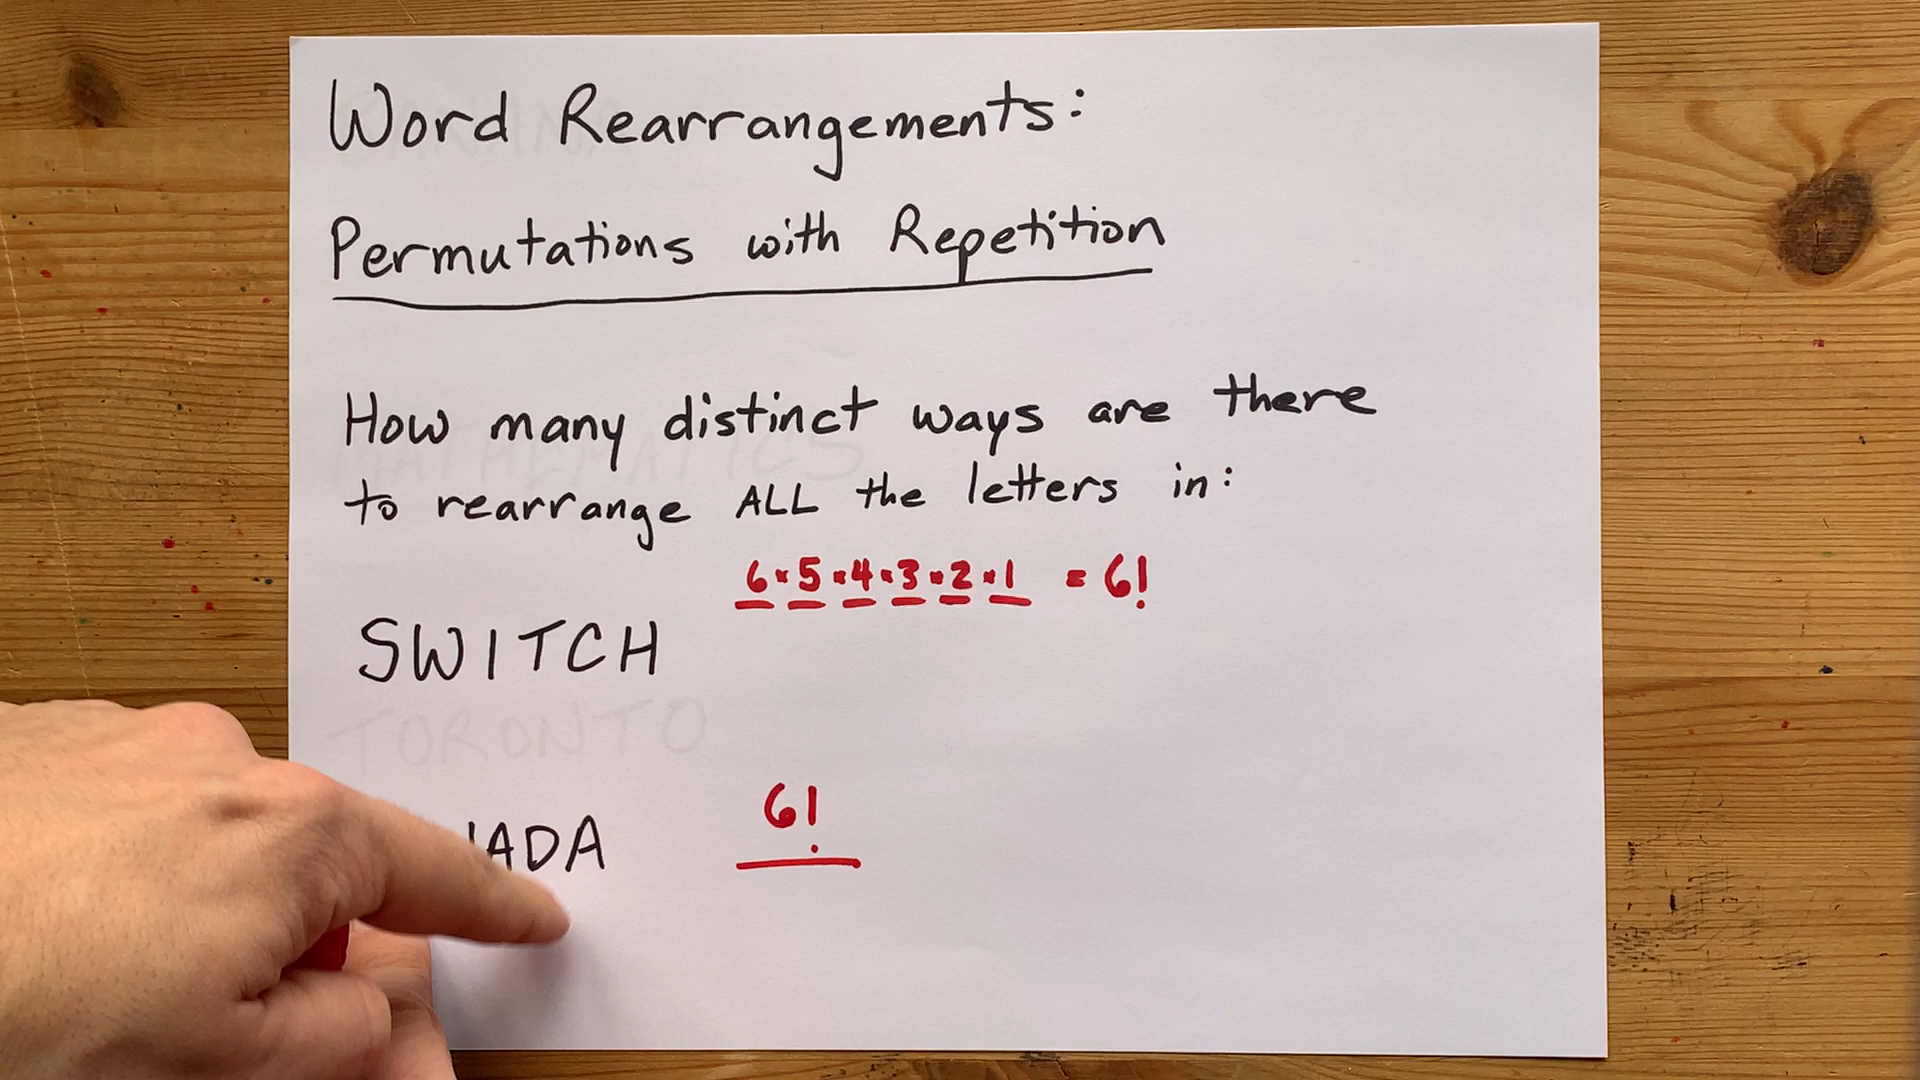 Word Rearrangements:
Permutations with Repetition
How many distinct ways are there
to rearrange ALL the letters in:
6 · 5 · 4 · 3 · 2 · 1 = 6!
SWITCH
TORONTO
ADA 6!